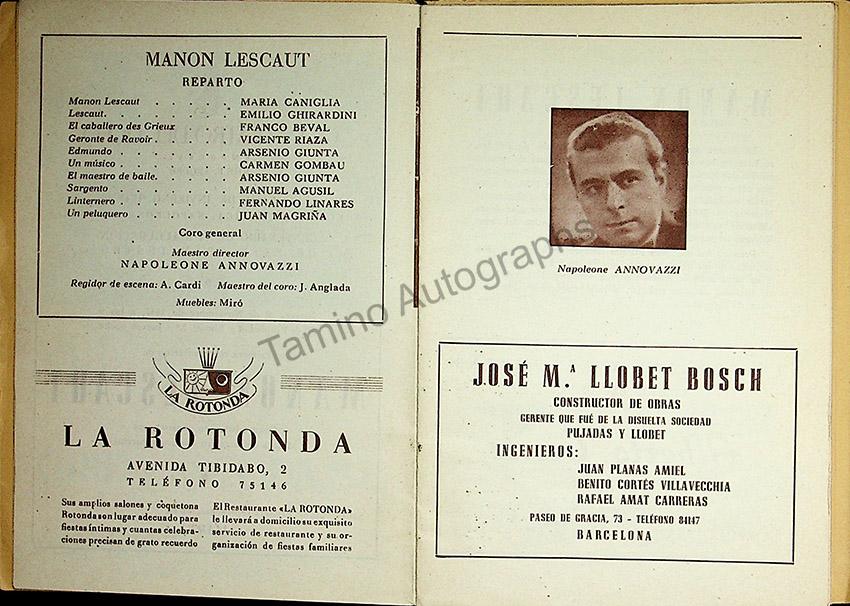 MANON LESCAUT
REPARTO
Manon Lescaut . . . . . MARIA CANIGLIA
Lescaut. . . . . . . . EMILIO GHIRARDINI
El caballero des Grieux FRANCO BEVAL
Geronte de Ravoir. . . . . VICENTE RIAZA
Edmundo . . . . . . . ARSENIO GIUNTA
Un músico . . . . . . . CARMEN GOMBAU
El maestro de baile. . . . . ARSENIO GIUNTA
Sargento . . . . . . . MANUEL AGUSIL
Linternero . . . . . . . FERNANDO LINARES
Un peluquero . . . . . . JUAN MAGRIÑA
Coro general
Maestro director
NAPOLEONE ANNOVAZZI
Regidor de escena: A. Cardi Maestro del coro: J. Anglada
Muebles: Miró
LA ROTONDA
LA ROTONDA
AVENIDA TIBIDABO, 2
TELÉFONO 75146
Sus amplios salones y coquetona
Rotonda son lugar adecuado para
fiestas íntimas y cuantas celebra-
ciones precisan de grato recuerdo
El Restaurante «LA ROTONDA»
le llevará a domicilio su exquisito
servicio de restaurante y su or-
ganización de fiestas familiares
Napoleone ANNOVAZZI
JOSÉ M.ª LLOBET BOSCH
CONSTRUCTOR DE OBRAS
GERENTE QUE FUÉ DE LA DISUELTA SOCIEDAD
PUJADAS Y LLOBET
INGENIEROS:
JUAN PLANAS AMIEL
BENITO CORTÉS VILLAVECCHIA
RAFAEL AMAT CARRERAS
PASEO DE GRACIA, 73 - TELÉFONO 84147
BARCELONA
Tamino Autographs